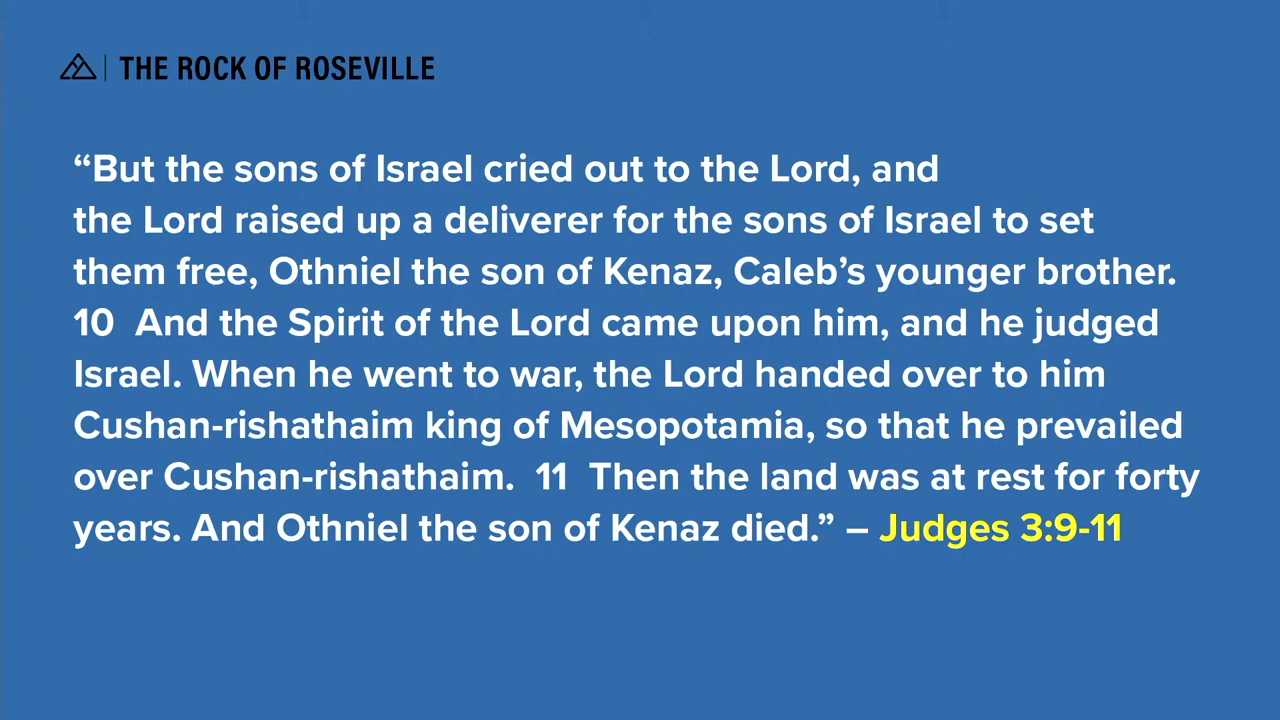 THE ROCK OF ROSEVILLE
“But the sons of Israel cried out to the Lord, and
the Lord raised up a deliverer for the sons of Israel to set
them free, Othniel the son of Kenaz, Caleb’s younger brother.
10  And the Spirit of the Lord came upon him, and he judged
Israel. When he went to war, the Lord handed over to him
Cushan-rishathaim king of Mesopotamia, so that he prevailed
over Cushan-rishathaim.  11  Then the land was at rest for forty
years. And Othniel the son of Kenaz died.” – Judges 3:9-11